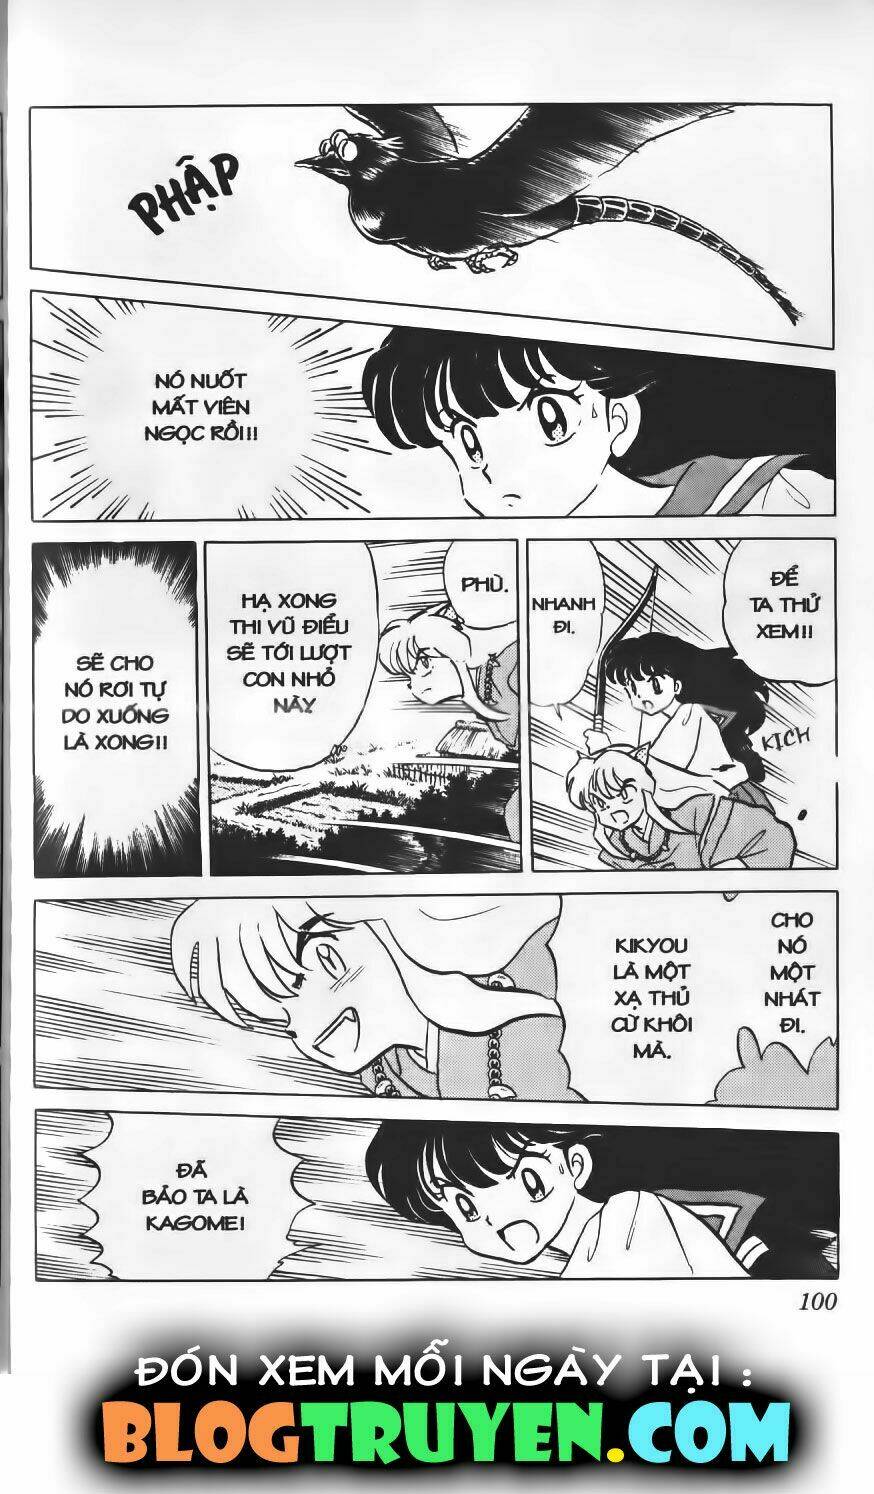 PHẬP
NÓ NUỐT
MẤT VIÊN
NGỌC RỒI!!
ĐỂ
TA THỬ
XEM!!
NHANH
ĐI.
KỊCH
PHÙ.
HẠ XONG
THI VŨ ĐIỂU
SẼ TỚI LƯỢT
CON NHỎ
NÀY.
SẼ CHO
NÓ RƠI TỰ
DO XUỐNG
LÀ XONG!!
CHO
NÓ
MỘT
NHÁT
ĐI.
KIKYOU
LÀ MỘT
XẠ THỦ
CỪ KHÔI
MÀ.
ĐÃ
BẢO TA LÀ
KAGOME!
100
ĐÓN XEM MỖI NGÀY TẠI :
BLOGTRUYEN.COM